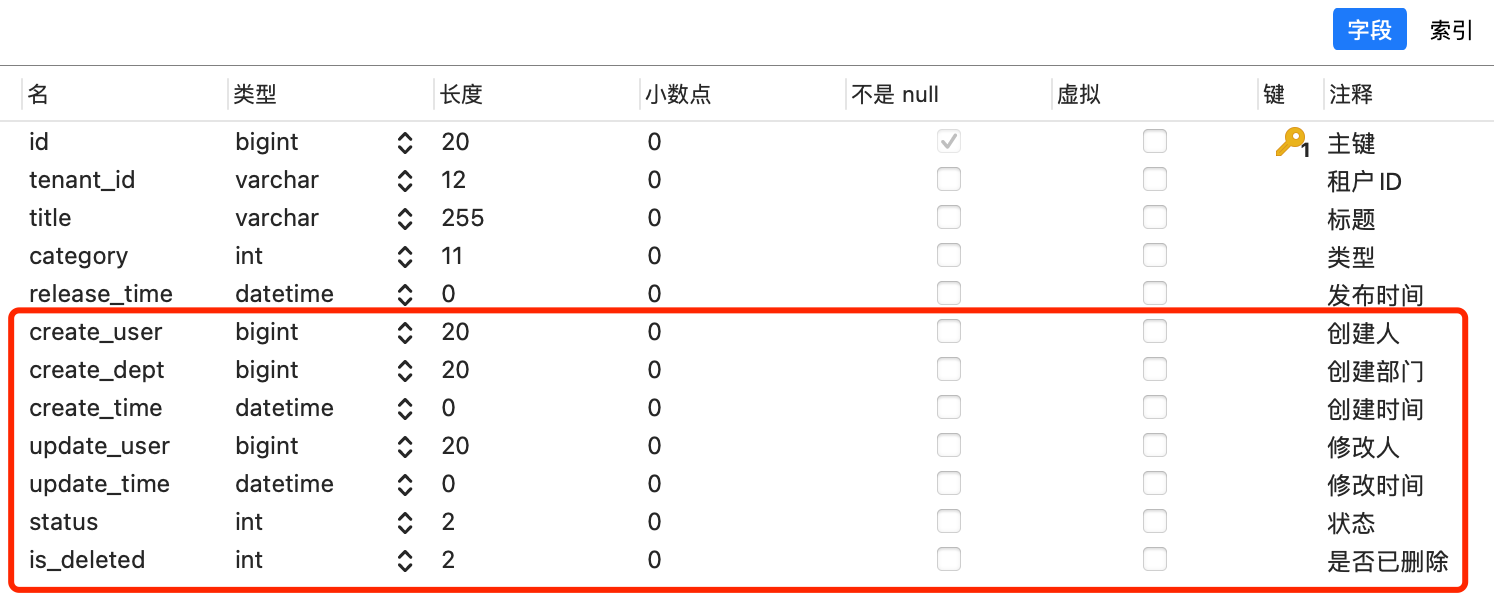 字段 索引
名 类型 长度 小数点 不是 null 虚拟 键 注释
id bigint 20 0 1 主键
tenant_id varchar 12 0 租户ID
title varchar 255 0 标题
category int 11 0 类型
release_time datetime 0 0 发布时间
create_user bigint 20 0 创建人
create_dept bigint 20 0 创建部门
create_time datetime 0 0 创建时间
update_user bigint 20 0 修改人
update_time datetime 0 0 修改时间
status int 2 0 状态
is_deleted int 2 0 是否已删除